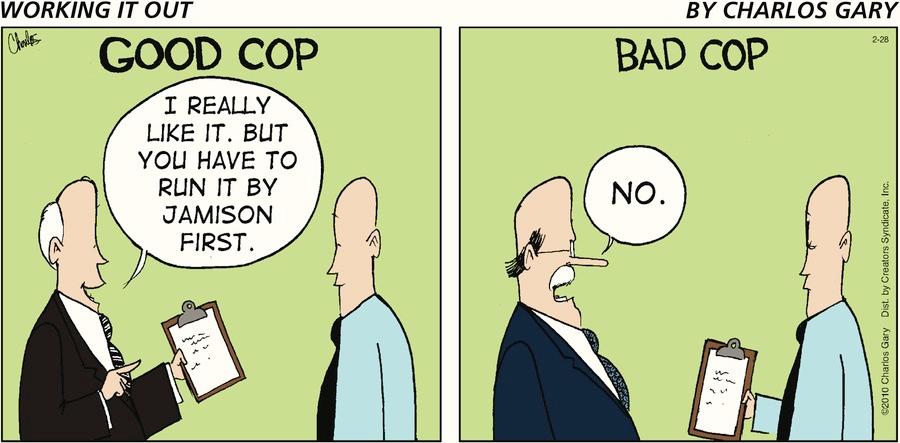 WORKING IT OUT
BY CHARLOS GARY
Charlos
GOOD COP
I REALLY
LIKE IT. BUT
YOU HAVE TO
RUN IT BY
JAMISON
FIRST.
BAD COP
2-28
NO.
©2010 Charlos Gary   Dist. by Creators Syndicate, Inc.